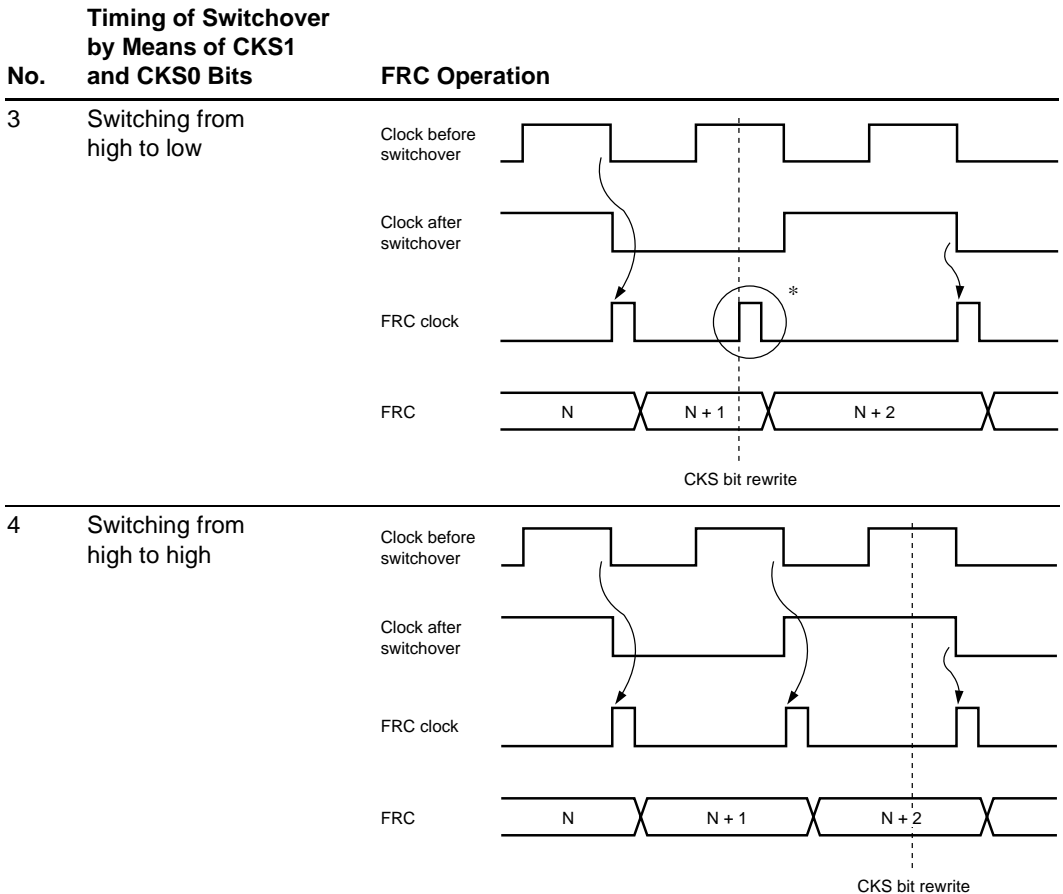 Timing of Switchover
by Means of CKS1
No. and CKS0 Bits FRC Operation
3 Switching from
high to low
Clock before
switchover
Clock after
switchover
*
FRC clock
FRC N N + 1 N + 2
CKS bit rewrite
4 Switching from
high to high
Clock before
switchover
Clock after
switchover
FRC clock
FRC N N + 1 N + 2
CKS bit rewrite